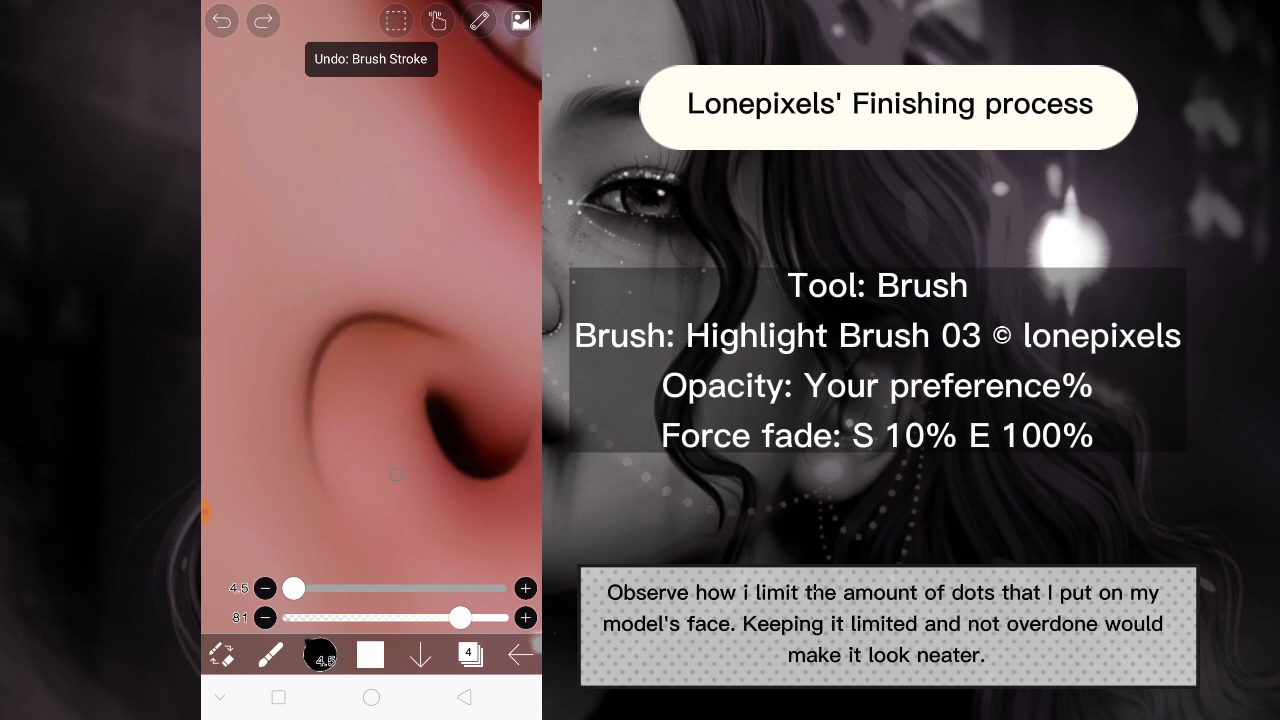 Undo: Brush Stroke
4.5
81
4.5
4
Lonepixels' Finishing process
Tool: Brush
Brush: Highlight Brush 03 © lonepixels
Opacity: Your preference%
Force fade: S 10% E 100%
Observe how i limit the amount of dots that I put on my
model's face. Keeping it limited and not overdone would
make it look neater.